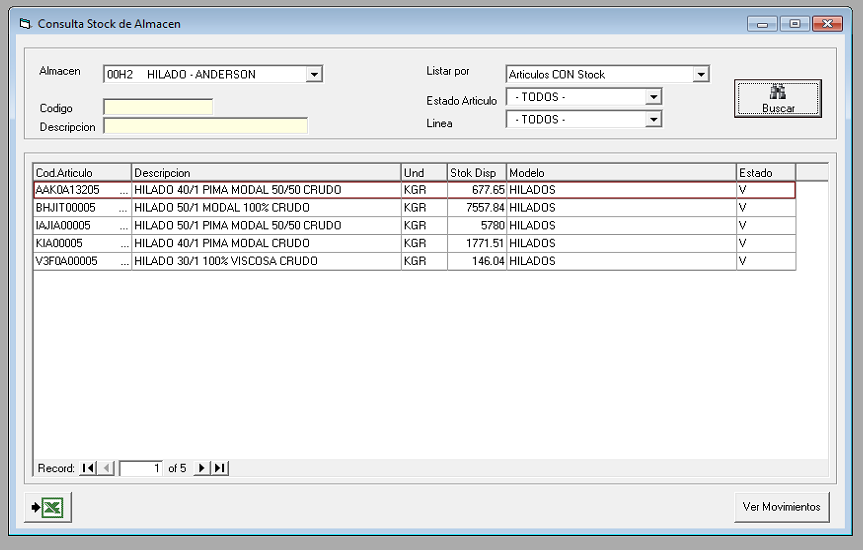 Consulta Stock de Almacen
Almacen 00H2 HILADO - ANDERSON
Listar por Articulos CON Stock
Codigo
Estado Articulo - TODOS -
Descripcion
Linea - TODOS -
Buscar
Cod.Articulo Descripcion Und Stok Disp Modelo Estado
AAK0A13205 ... HILADO 40/1 PIMA MODAL 50/50 CRUDO KGR 677.65 HILADOS V
BHJIT00005 ... HILADO 50/1 MODAL 100% CRUDO KGR 7557.84 HILADOS V
IAJIA00005 ... HILADO 50/1 PIMA MODAL 50/50 CRUDO KGR 5780 HILADOS V
KIA00005 ... HILADO 40/1 PIMA MODAL CRUDO KGR 1771.51 HILADOS V
V3F0A00005 ... HILADO 30/1 100% VISCOSA CRUDO KGR 146.04 HILADOS V
Record: 1 of 5
Ver Movimientos